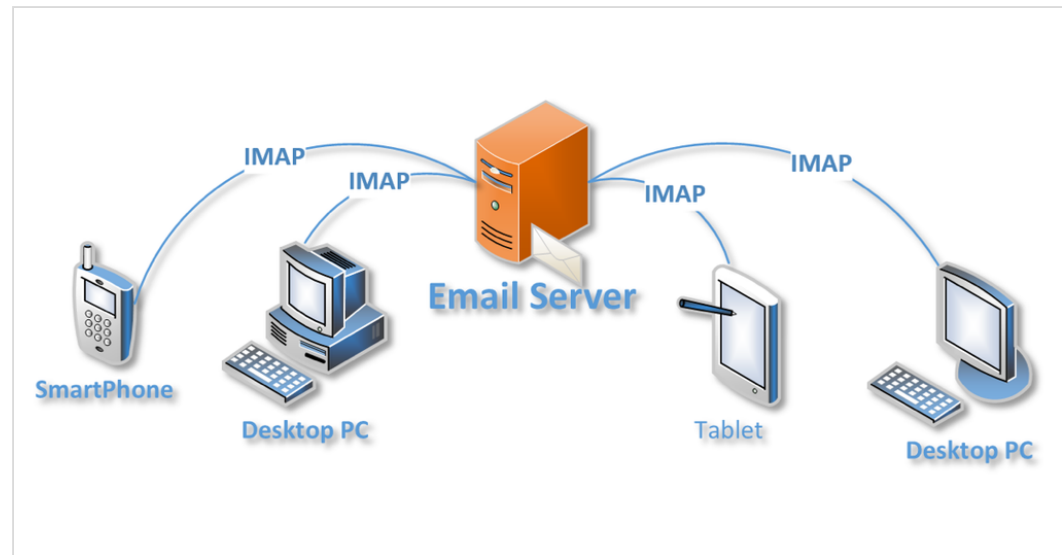 IMAP
IMAP
IMAP
IMAP
Email Server
SmartPhone
Desktop PC
Tablet
Desktop PC